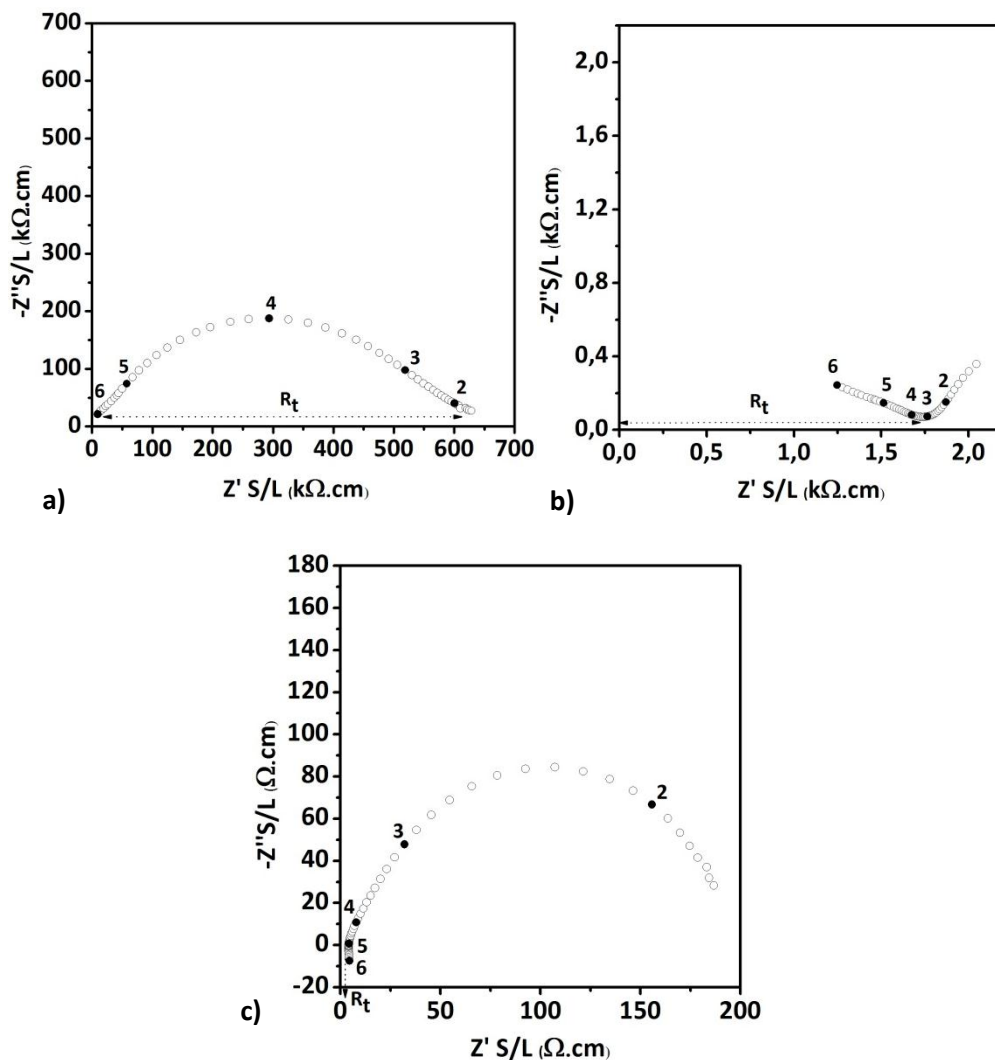 700
600
500
400
300
200
100
0
-Z''S/L (kΩ.cm)
4
3
5
2
6
Rt
0 100 200 300 400 500 600 700
Z' S/L (kΩ.cm)
a)
2,0
1,6
1,2
0,8
0,4
0,0
-Z''S/L (kΩ.cm)
6
5
4 3 2
Rt
0,0 0,5 1,0 1,5 2,0
Z' S/L (kΩ.cm)
b)
180
160
140
120
100
80
60
40
20
0
-20
-Z''S/L (Ω.cm)
2
3
4
5
6
Rt
0 50 100 150 200
Z' S/L (Ω.cm)
c)